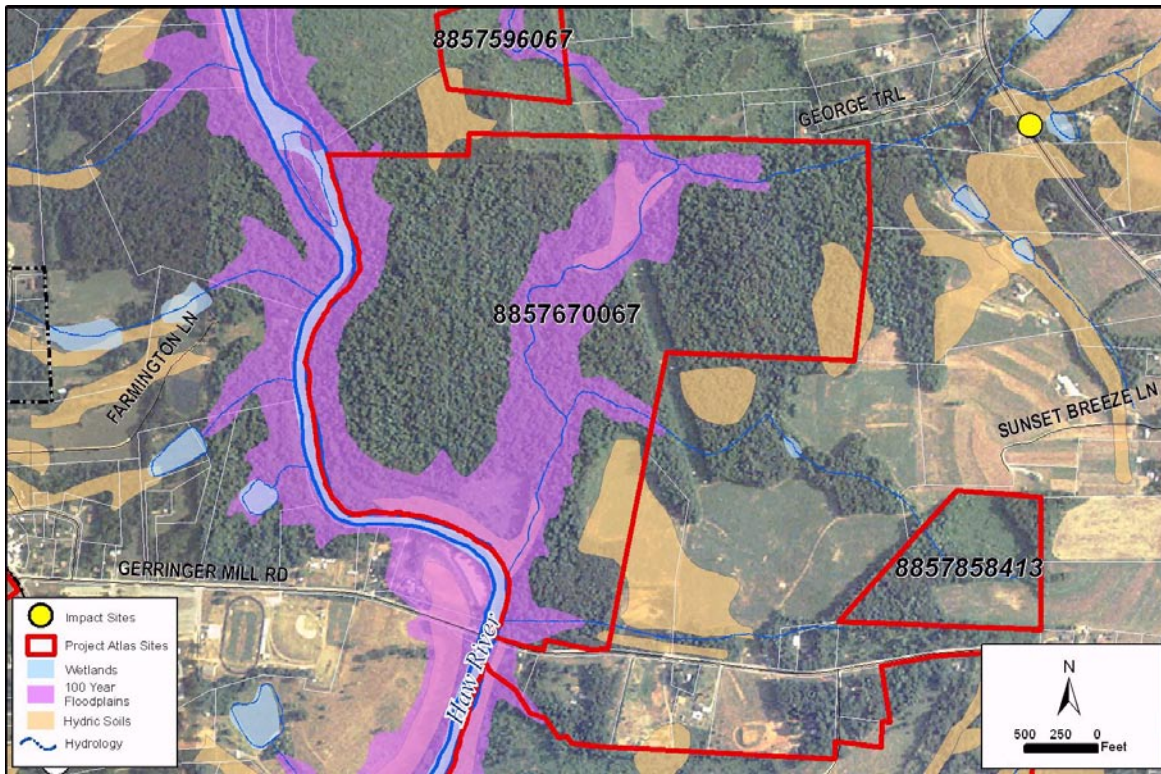 8857596067
GEORGE TRL
8857670067
FARMINGTON LN
SUNSET BREEZE LN
8857858413
GERRINGER MILL RD
Haw River
Impact Sites
Project Atlas Sites
Wetlands
100 Year
Floodplains
Hydric Soils
Hydrology
N
500 250 0
Feet